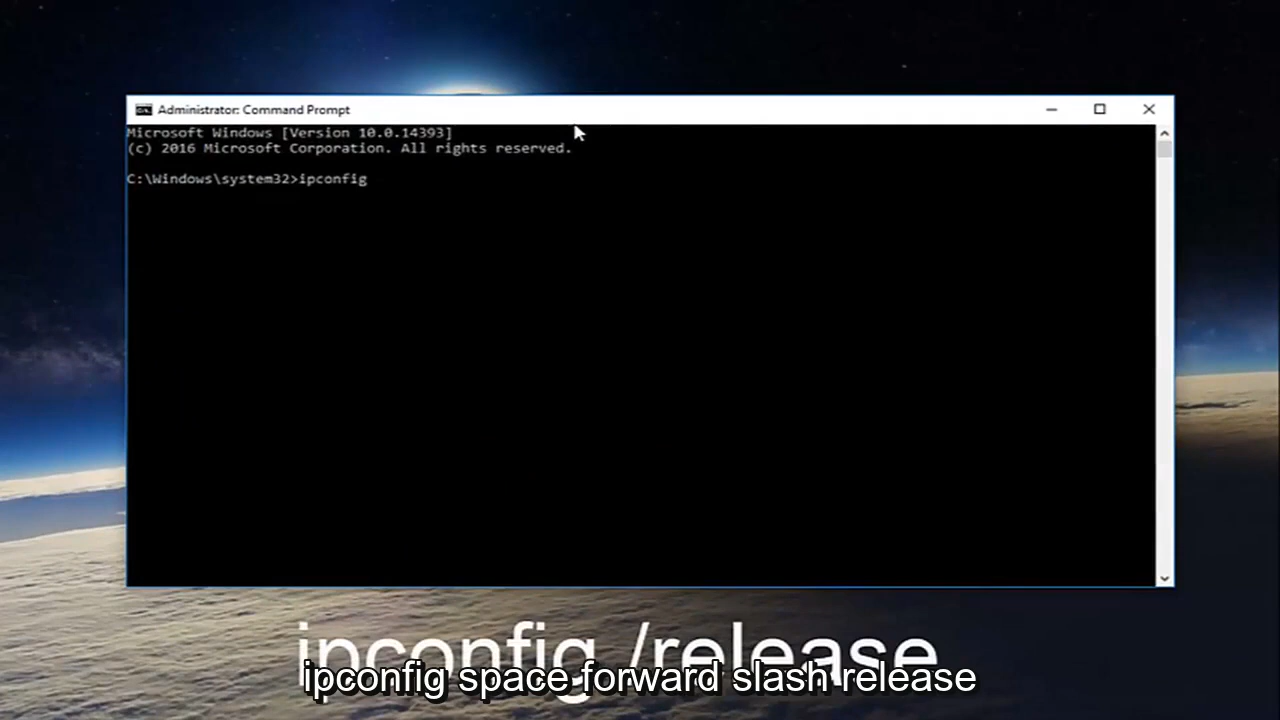 Administrator: Command Prompt
Microsoft Windows [Version 10.0.14393]
(c) 2016 Microsoft Corporation. All rights reserved.
C:\Windows\system32>ipconfig
ipconfig /release
ipconfig space forward slash release